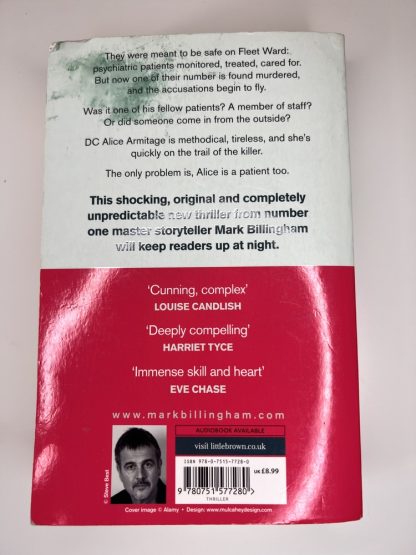 They were meant to be safe on Fleet Ward:
psychiatric patients monitored, treated, cared for.
But now one of their number is found murdered,
and the accusations begin to fly.
Was it one of his fellow patients? A member of staff?
Or did someone come in from the outside?
DC Alice Armitage is methodical, tireless, and she's
quickly on the trail of the killer.
The only problem is, Alice is a patient too.
This shocking, original and completely
unpredictable new thriller from number
one master storyteller Mark Billingham
will keep readers up at night.
'Cunning, complex'
LOUISE CANDLISH
'Deeply compelling'
HARRIET TYCE
'Immense skill and heart'
EVE CHASE
www.markbillingham.com
© Steve Best
AUDIOBOOK AVAILABLE
visit littlebrown.co.uk
ISBN 978-0-7515-7728-0
UK £8.99
9 780751 577280 >
THRILLER
Cover image © Alamy • Design: www.mulcaheydesign.com